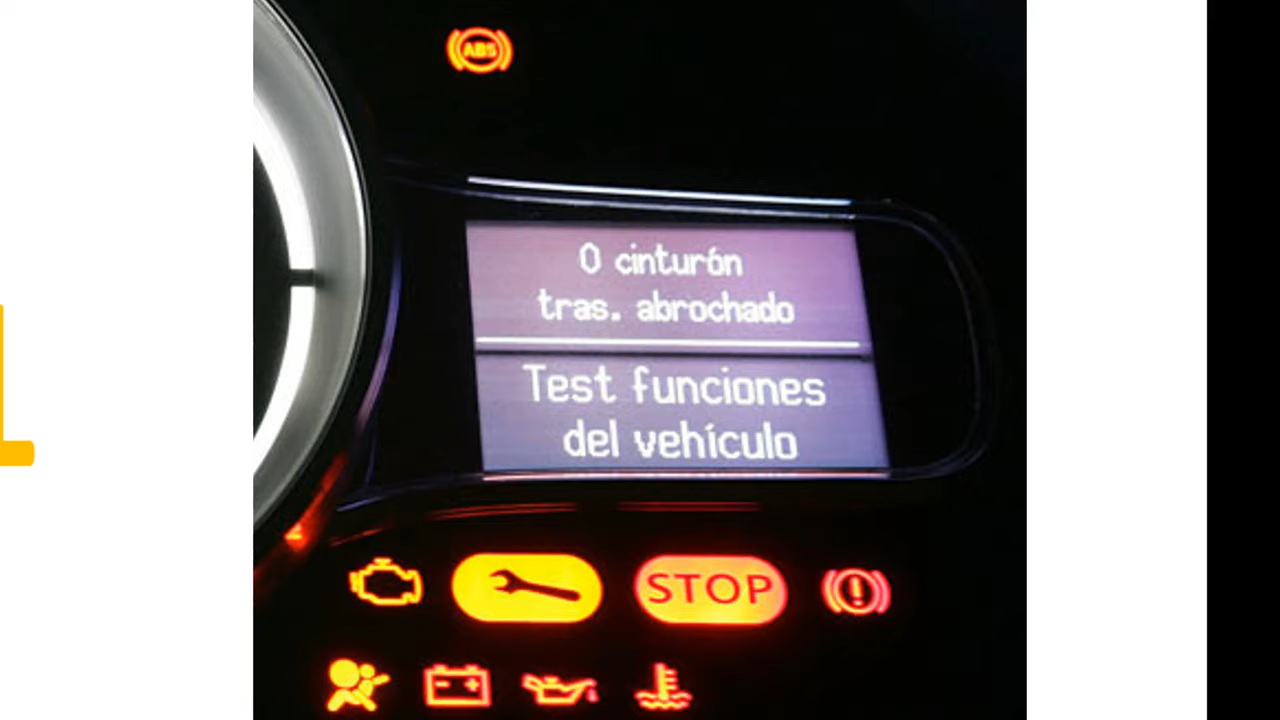 ABS
0 cinturón
tras. abrochado
Test funciones
del vehículo
STOP